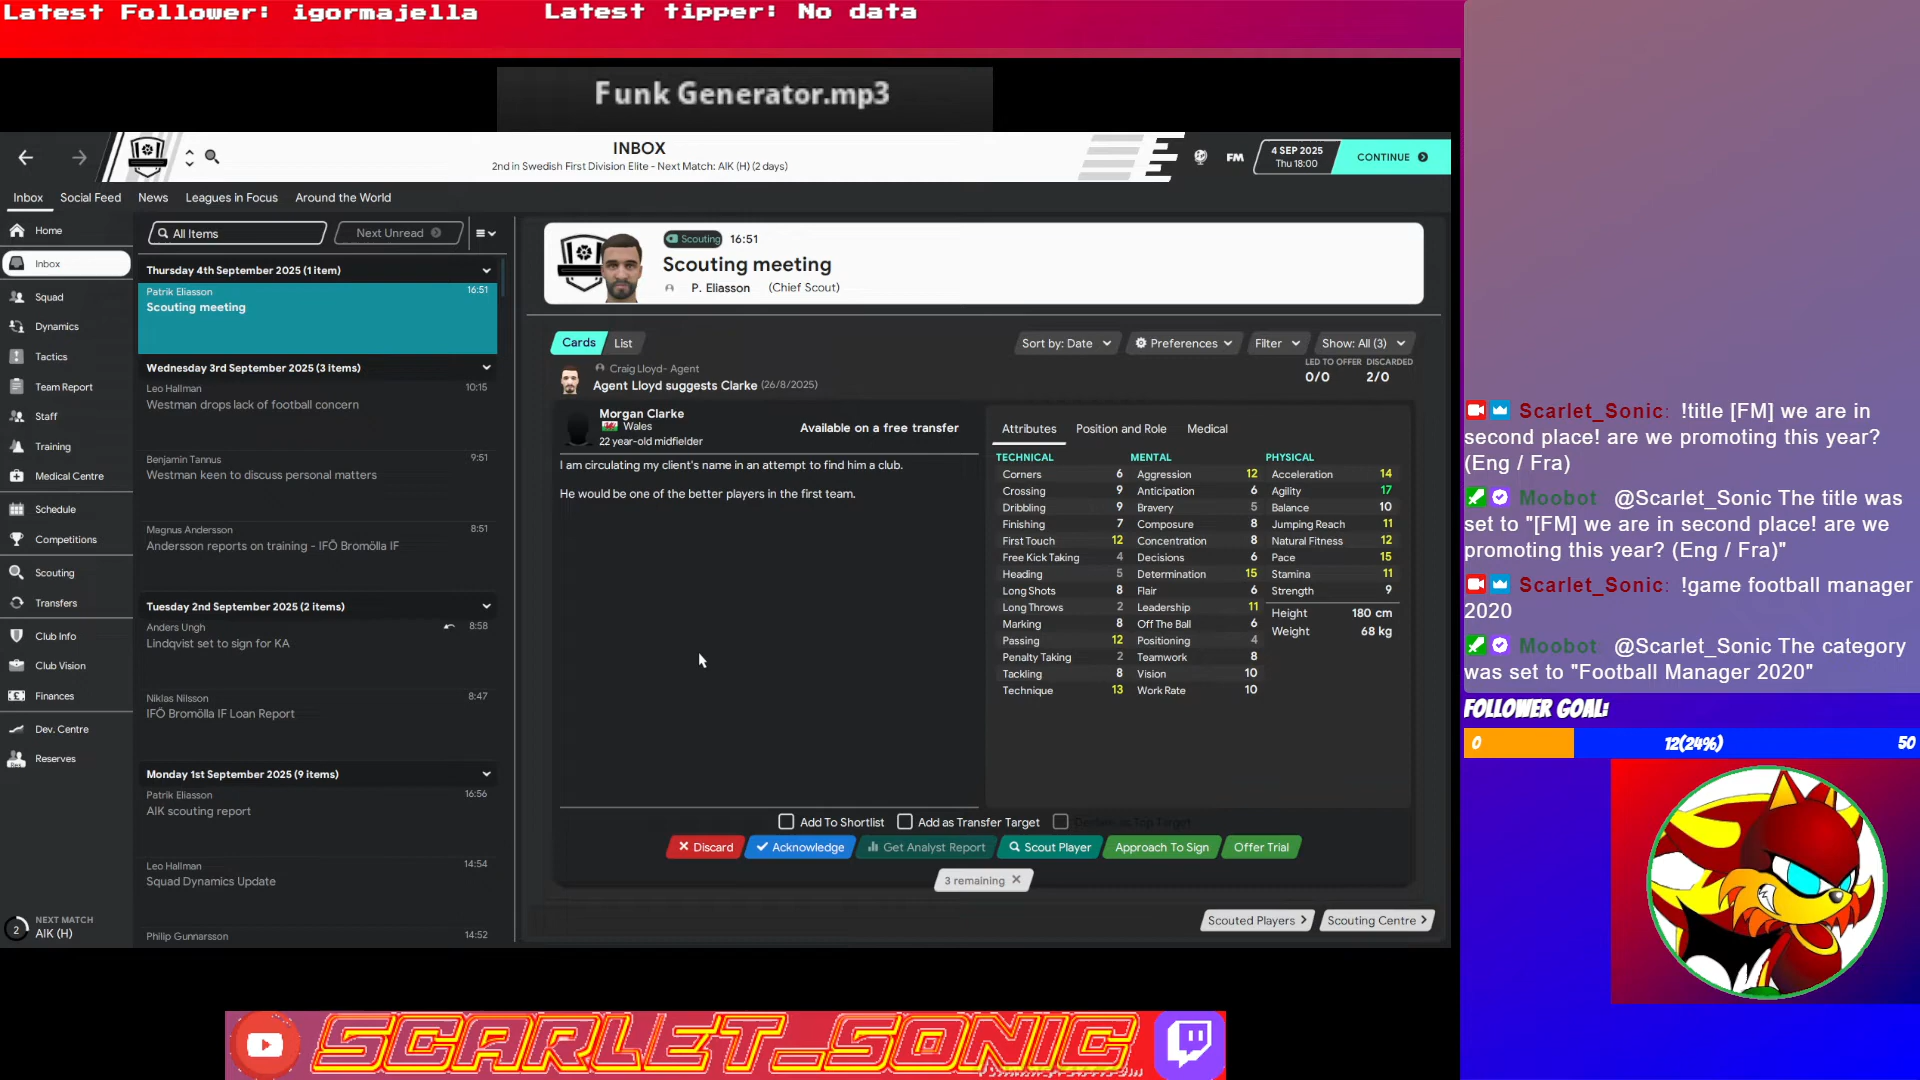 Latest Follower: igormajella
Latest tipper: No data
Funk Generator.mp3
INBOX
2nd in Swedish First Division Elite - Next Match: AIK (H) (2 days)
FM
4 SEP 2025
Thu 18:00
CONTINUE
Inbox
Social Feed
News
Leagues in Focus
Around the World
Home
Inbox
Squad
Dynamics
Tactics
Team Report
Staff
Training
Medical Centre
Schedule
Competitions
Scouting
Transfers
Club Info
Club Vision
Finances
Dev. Centre
Reserves
2
NEXT MATCH
AIK (H)
All Items
Next Unread
Thursday 4th September 2025 (1 item)
Patrik Eliasson 16:51
Scouting meeting
Wednesday 3rd September 2025 (3 items)
Leo Hallman 10:15
Westman drops lack of football concern
Benjamin Tannus 9:51
Westman keen to discuss personal matters
Magnus Andersson 8:51
Andersson reports on training - IFÖ Bromölla IF
Tuesday 2nd September 2025 (2 items)
Anders Ungh 8:58
Lindqvist set to sign for KA
Niklas Nilsson 8:47
IFÖ Bromölla IF Loan Report
Monday 1st September 2025 (9 items)
Patrik Eliasson 16:56
AIK scouting report
Leo Hallman 14:54
Squad Dynamics Update
Philip Gunnarsson 14:52
Scouting 16:51
Scouting meeting
P. Eliasson (Chief Scout)
Cards
List
Sort by: Date
Preferences
Filter
Show: All (3)
LED TO OFFER DISCARDED
0/0 2/0
Craig Lloyd- Agent
Agent Lloyd suggests Clarke (26/8/2025)
Morgan Clarke
Wales
22 year-old midfielder
Available on a free transfer
I am circulating my client's name in an attempt to find him a club.
He would be one of the better players in the first team.
Attributes
Position and Role
Medical
TECHNICAL MENTAL PHYSICAL
Corners 6 Aggression 12 Acceleration 14
Crossing 9 Anticipation 6 Agility 17
Dribbling 9 Bravery 5 Balance 10
Finishing 7 Composure 8 Jumping Reach 11
First Touch 12 Concentration 8 Natural Fitness 12
Free Kick Taking 4 Decisions 6 Pace 15
Heading 5 Determination 15 Stamina 11
Long Shots 8 Flair 6 Strength 9
Long Throws 2 Leadership 11 Height 180 cm
Marking 8 Off The Ball 6 Weight 68 kg
Passing 12 Positioning 4
Penalty Taking 2 Teamwork 8
Tackling 8 Vision 10
Technique 13 Work Rate 10
Add To Shortlist
Add as Transfer Target
Declare as Top Target
Discard
Acknowledge
Get Analyst Report
Scout Player
Approach To Sign
Offer Trial
3 remaining
Scouted Players
Scouting Centre
Scarlet_Sonic: !title [FM] we are in
second place! are we promoting this year?
(Eng / Fra)
Moobot: @Scarlet_Sonic The title was
set to "[FM] we are in second place! are we
promoting this year? (Eng / Fra)"
Scarlet_Sonic: !game football manager
2020
Moobot: @Scarlet_Sonic The category
was set to "Football Manager 2020"
FOLLOWER GOAL:
0 12(24%) 50
SCARLET_SONIC